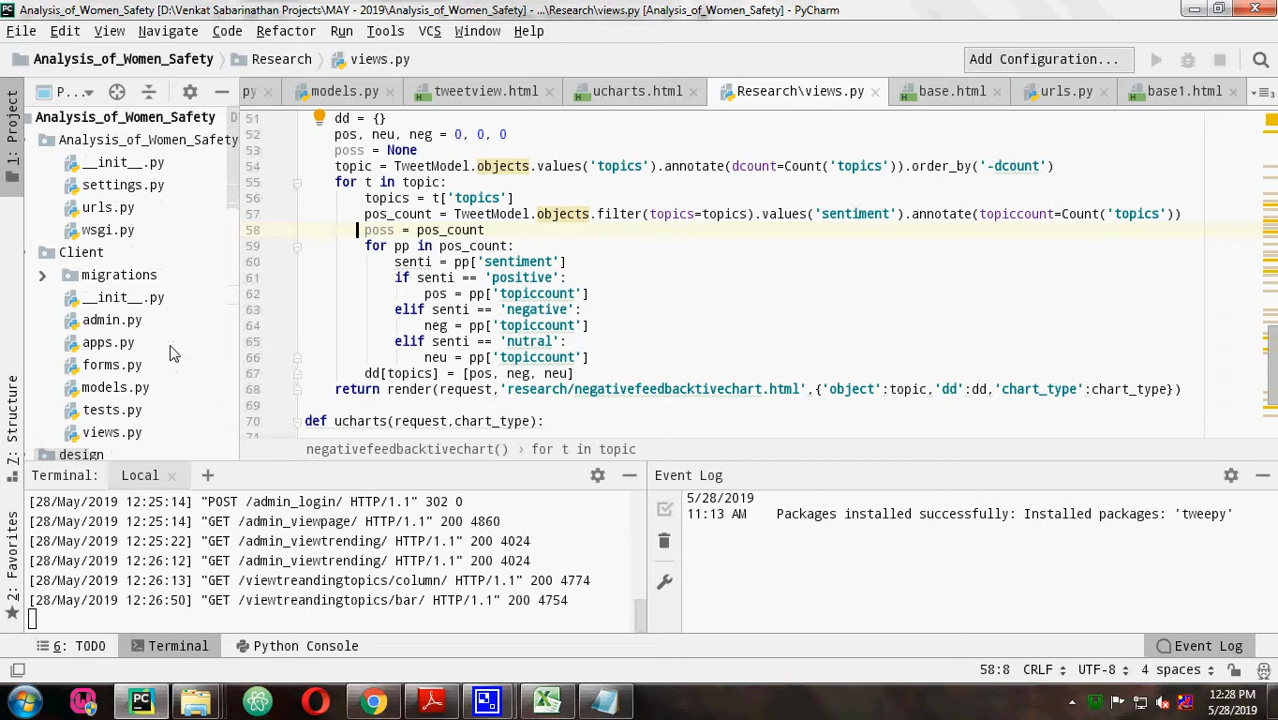 Analysis_of_Women_Safety [D:\Venkat Sabarinathan Projects\MAY - 2019\Analysis_of_Women_Safety] - ...\Research\views.py [Analysis_of_Women_Safety] - PyCharm
File Edit View Navigate Code Refactor Run Tools VCS Window Help
Analysis_of_Women_Safety Research views.py Add Configuration...
1: Project
P... py models.py tweetview.html ucharts.html Research\views.py base.html urls.py base1.html
Analysis_of_Women_Safety
Analysis_of_Women_Safety
__init__.py
settings.py
urls.py
wsgi.py
Client
migrations
__init__.py
admin.py
apps.py
forms.py
models.py
tests.py
views.py
design
51 dd = {}
52 pos, neu, neg = 0, 0, 0
53 poss = None
54 topic = TweetModel.objects.values('topics').annotate(dcount=Count('topics')).order_by('-dcount')
55 for t in topic:
56 topics = t['topics']
57 pos_count = TweetModel.objects.filter(topics=topics).values('sentiment').annotate(topiccount=Count('topics'))
58 poss = pos_count
59 for pp in pos_count:
60 senti = pp['sentiment']
61 if senti == 'positive':
62 pos = pp['topiccount']
63 elif senti == 'negative':
64 neg = pp['topiccount']
65 elif senti == 'nutral':
66 neu = pp['topiccount']
67 dd[topics] = [pos, neg, neu]
68 return render(request,'research/negativefeedbacktivechart.html',{'object':topic,'dd':dd,'chart_type':chart_type})
69
70 def ucharts(request,chart_type):
negativefeedbacktivechart() for t in topic
Z: Structure
2: Favorites
Terminal: Local
[28/May/2019 12:25:14] "POST /admin_login/ HTTP/1.1" 302 0
[28/May/2019 12:25:14] "GET /admin_viewpage/ HTTP/1.1" 200 4860
[28/May/2019 12:25:22] "GET /admin_viewtrending/ HTTP/1.1" 200 4024
[28/May/2019 12:26:12] "GET /admin_viewtrending/ HTTP/1.1" 200 4024
[28/May/2019 12:26:13] "GET /viewtreandingtopics/column/ HTTP/1.1" 200 4774
[28/May/2019 12:26:50] "GET /viewtreandingtopics/bar/ HTTP/1.1" 200 4754
Event Log
5/28/2019
11:13 AM Packages installed successfully: Installed packages: 'tweepy'
6: TODO Terminal Python Console Event Log
58:8 CRLF UTF-8 4 spaces
12:28 PM
5/28/2019